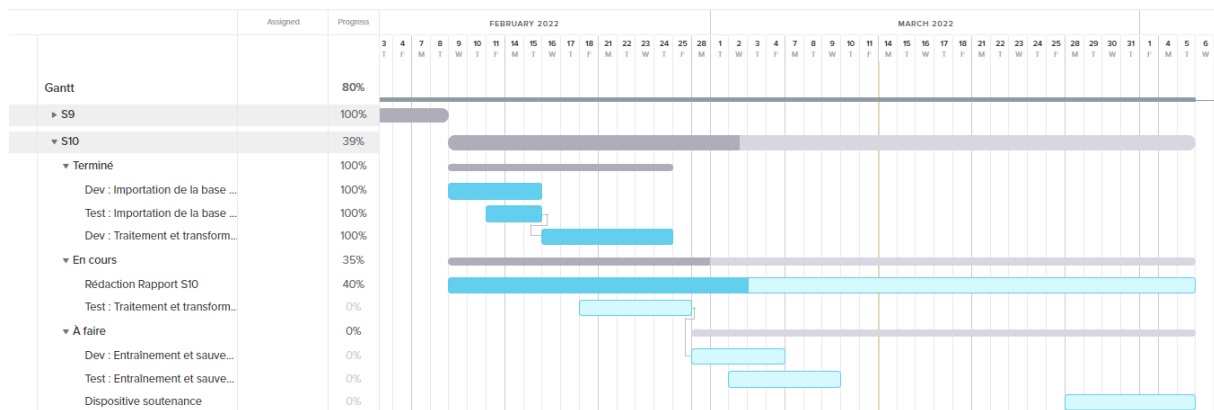 Assigned Progress FEBRUARY 2022 MARCH 2022
3 4 7 8 9 10 11 14 15 16 17 18 21 22 23 24 25 28 1 2 3 4 7 8 9 10 11 14 15 16 17 18 21 22 23 24 25 28 29 30 31 1 4 5 6
T F M T W T F M T W T F M T W T F M T W T F M T W T F M T W T F M T W T F M T W T F M T W
Gantt 80%
S9 100%
S10 39%
Terminé 100%
Dev : Importation de la base ... 100%
Test : Importation de la base ... 100%
Dev : Traitement et transform... 100%
En cours 35%
Rédaction Rapport S10 40%
Test : Traitement et transform... 0%
À faire 0%
Dev : Entraînement et sauve... 0%
Test : Entraînement et sauve... 0%
Dispositive soutenance 0%